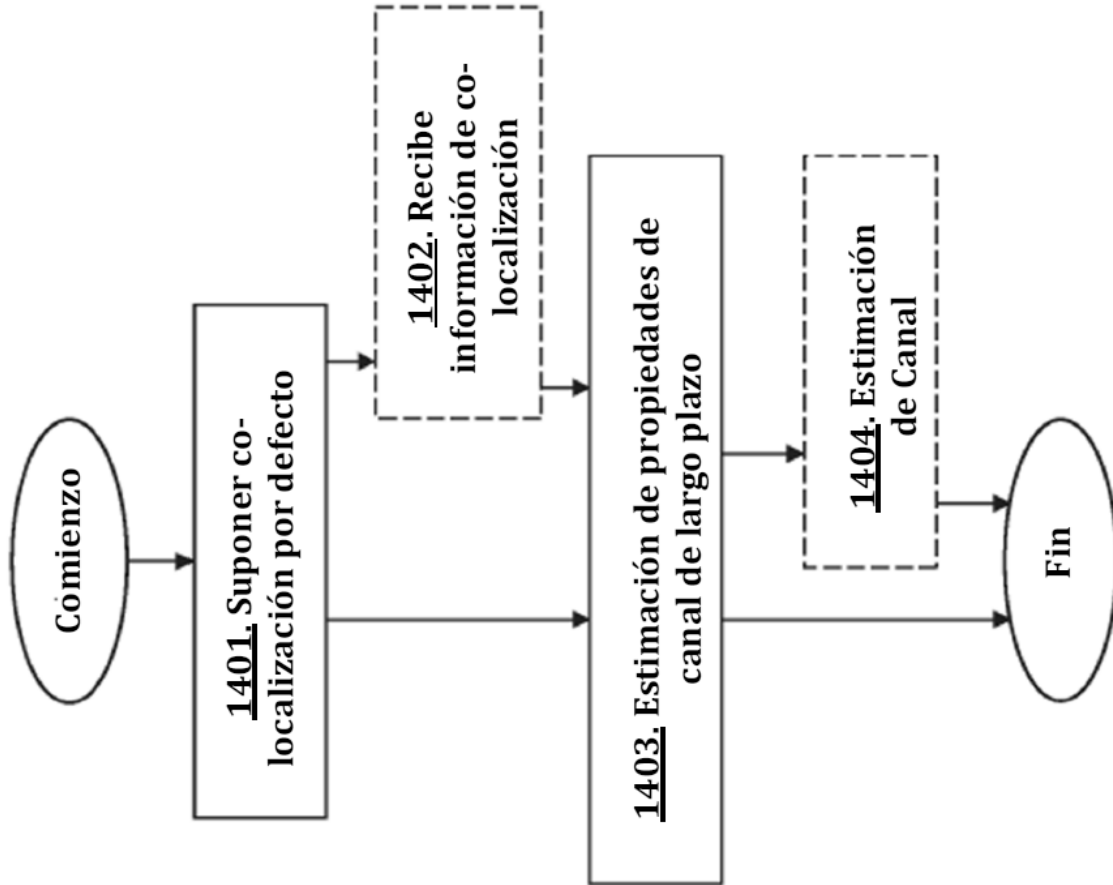 Comienzo
1401. Suponer co-
localización por defecto
1402. Recibe
información de co-
localización
1403. Estimación de propiedades de
canal de largo plazo
1404. Estimación
de Canal
Fin